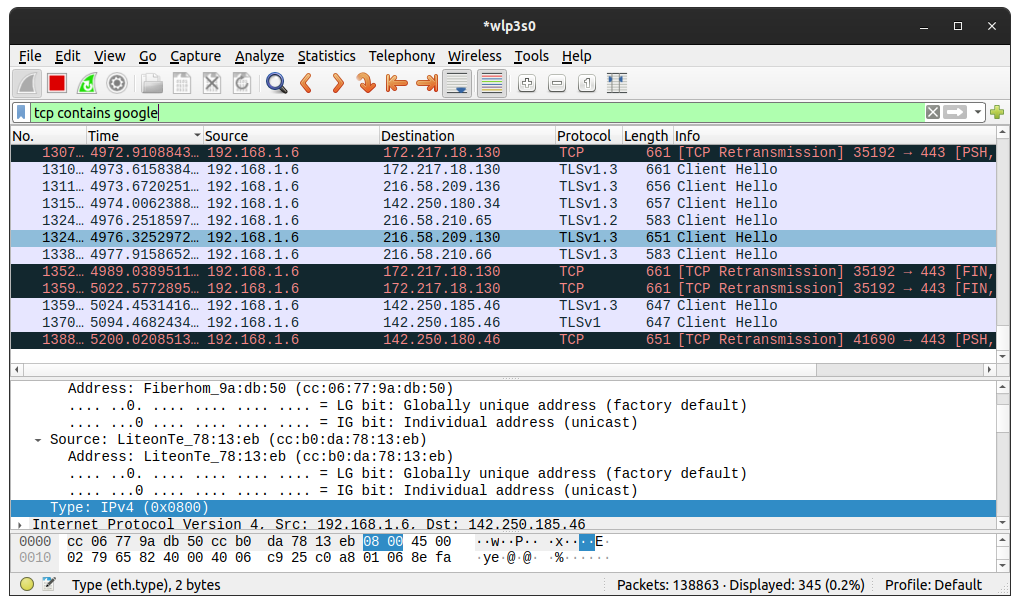 *wlp3s0
File Edit View Go Capture Analyze Statistics Telephony Wireless Tools Help
tcp contains google
No. Time Source Destination Protocol Length Info
1307… 4972.9108843… 192.168.1.6 172.217.18.130 TCP 661 [TCP Retransmission] 35192 → 443 [PSH,
1310… 4973.6158384… 192.168.1.6 172.217.18.130 TLSv1.3 661 Client Hello
1311… 4973.6720251… 192.168.1.6 216.58.209.136 TLSv1.3 656 Client Hello
1315… 4974.0062388… 192.168.1.6 142.250.180.34 TLSv1.3 657 Client Hello
1324… 4976.2518597… 192.168.1.6 216.58.210.65 TLSv1.2 583 Client Hello
1324… 4976.3252972… 192.168.1.6 216.58.209.130 TLSv1.3 651 Client Hello
1338… 4977.9158652… 192.168.1.6 216.58.210.66 TLSv1.3 583 Client Hello
1352… 4989.0389511… 192.168.1.6 172.217.18.130 TCP 661 [TCP Retransmission] 35192 → 443 [FIN,
1359… 5022.5772895… 192.168.1.6 172.217.18.130 TCP 661 [TCP Retransmission] 35192 → 443 [FIN,
1359… 5024.4531416… 192.168.1.6 142.250.185.46 TLSv1.3 647 Client Hello
1370… 5094.4682434… 192.168.1.6 142.250.185.46 TLSv1 647 Client Hello
1388… 5200.0208513… 192.168.1.6 142.250.180.46 TCP 651 [TCP Retransmission] 41690 → 443 [PSH,
Address: Fiberhom_9a:db:50 (cc:06:77:9a:db:50)
.... ..0. .... .... .... .... = LG bit: Globally unique address (factory default)
.... ...0 .... .... .... .... = IG bit: Individual address (unicast)
Source: LiteonTe_78:13:eb (cc:b0:da:78:13:eb)
Address: LiteonTe_78:13:eb (cc:b0:da:78:13:eb)
.... ..0. .... .... .... .... = LG bit: Globally unique address (factory default)
.... ...0 .... .... .... .... = IG bit: Individual address (unicast)
Type: IPv4 (0x0800)
Internet Protocol Version 4, Src: 192.168.1.6, Dst: 142.250.185.46
0000 cc 06 77 9a db 50 cc b0 da 78 13 eb 08 00 45 00 ··w··P·· ·x····E·
0010 02 79 65 82 40 00 40 06 c9 25 c0 a8 01 06 8e fa ·ye·@·@· ·%······
Type (eth.type), 2 bytes Packets: 138863 · Displayed: 345 (0.2%) Profile: Default